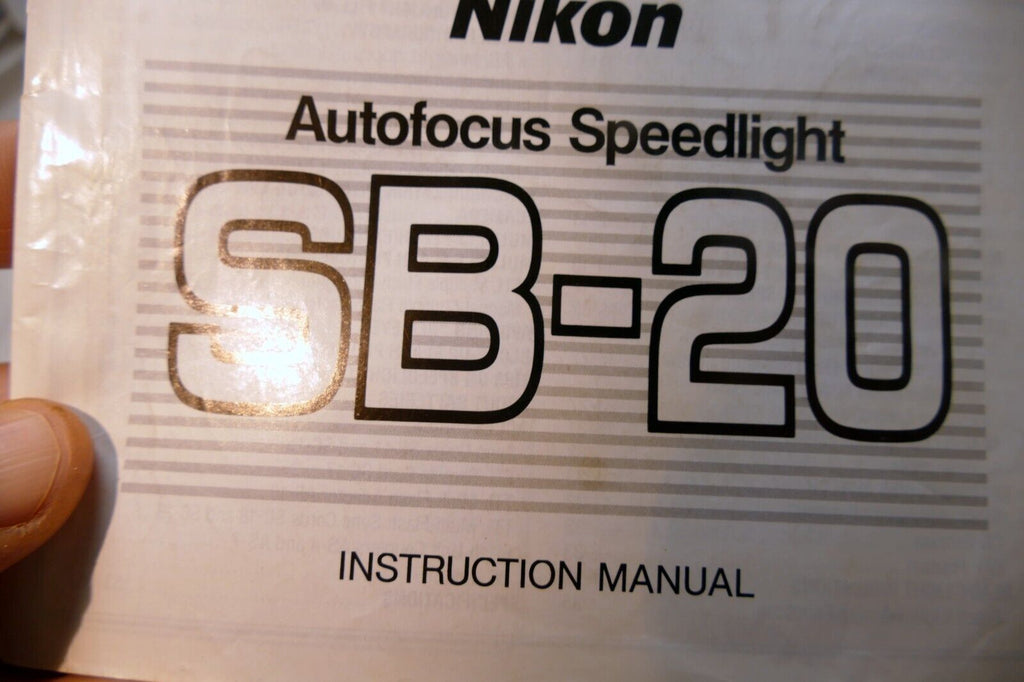 Nikon
Autofocus Speedlight
SB-20
INSTRUCTION MANUAL